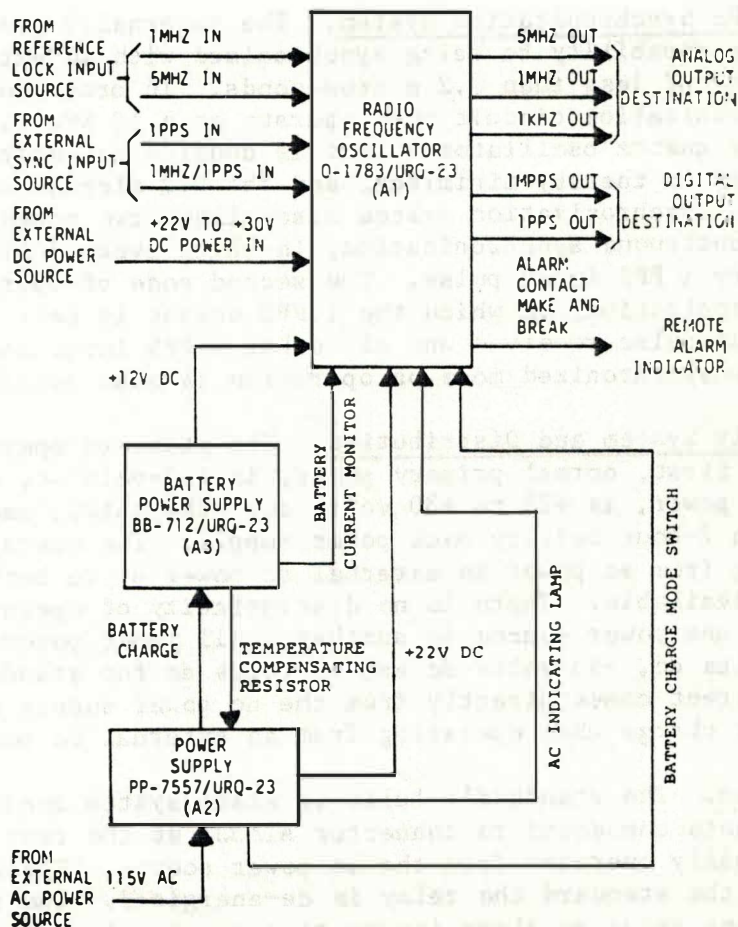 FROM
REFERENCE
LOCK INPUT
SOURCE
1MHZ IN
5MHZ IN
FROM
EXTERNAL
SYNC INPUT
SOURCE
1PPS IN
1MHZ/1PPS IN
FROM
EXTERNAL
DC POWER
SOURCE
+22V TO +30V
DC POWER IN
RADIO
FREQUENCY
OSCILLATOR
O-1783/URG-23
(A1)
5MHZ OUT
1MHZ OUT
1KHZ OUT
ANALOG
OUTPUT
DESTINATION
1MPPS OUT
1PPS OUT
DIGITAL
OUTPUT
DESTINATION
ALARM
CONTACT
MAKE AND
BREAK
REMOTE
ALARM
INDICATOR
+12V DC
BATTERY
POWER SUPPLY
BB-712/URQ-23
(A3)
BATTERY
CURRENT MONITOR
BATTERY
CHARGE
TEMPERATURE
COMPENSATING
RESISTOR
+22V DC
AC INDICATING LAMP
BATTERY CHARGE MODE SWITCH
POWER
SUPPLY
PP-7557/URQ-23
(A2)
FROM
EXTERNAL
AC POWER
SOURCE
115V AC